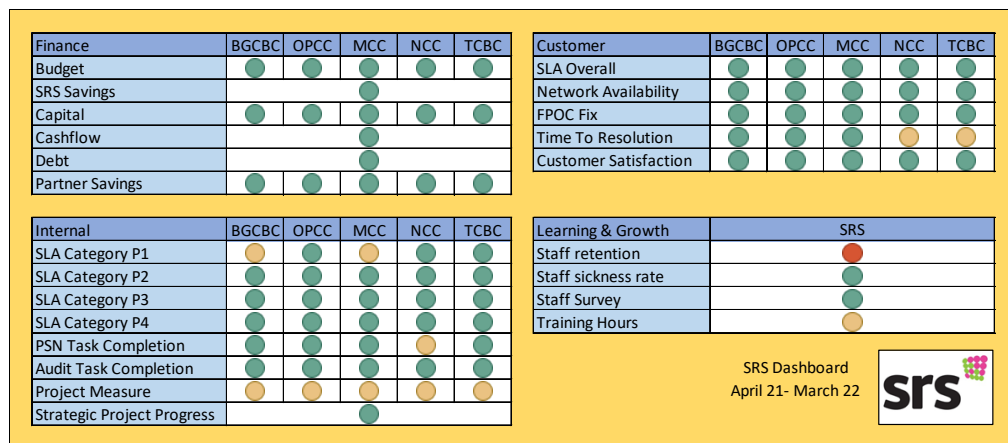 Finance BGCBC OPCC MCC NCC TCBC
Budget
SRS Savings
Capital
Cashflow
Debt
Partner Savings
Customer BGCBC OPCC MCC NCC TCBC
SLA Overall
Network Availability
FPOC Fix
Time To Resolution
Customer Satisfaction
Internal BGCBC OPCC MCC NCC TCBC
SLA Category P1
SLA Category P2
SLA Category P3
SLA Category P4
PSN Task Completion
Audit Task Completion
Project Measure
Strategic Project Progress
Learning & Growth SRS
Staff retention
Staff sickness rate
Staff Survey
Training Hours
SRS Dashboard
April 21- March 22
srs